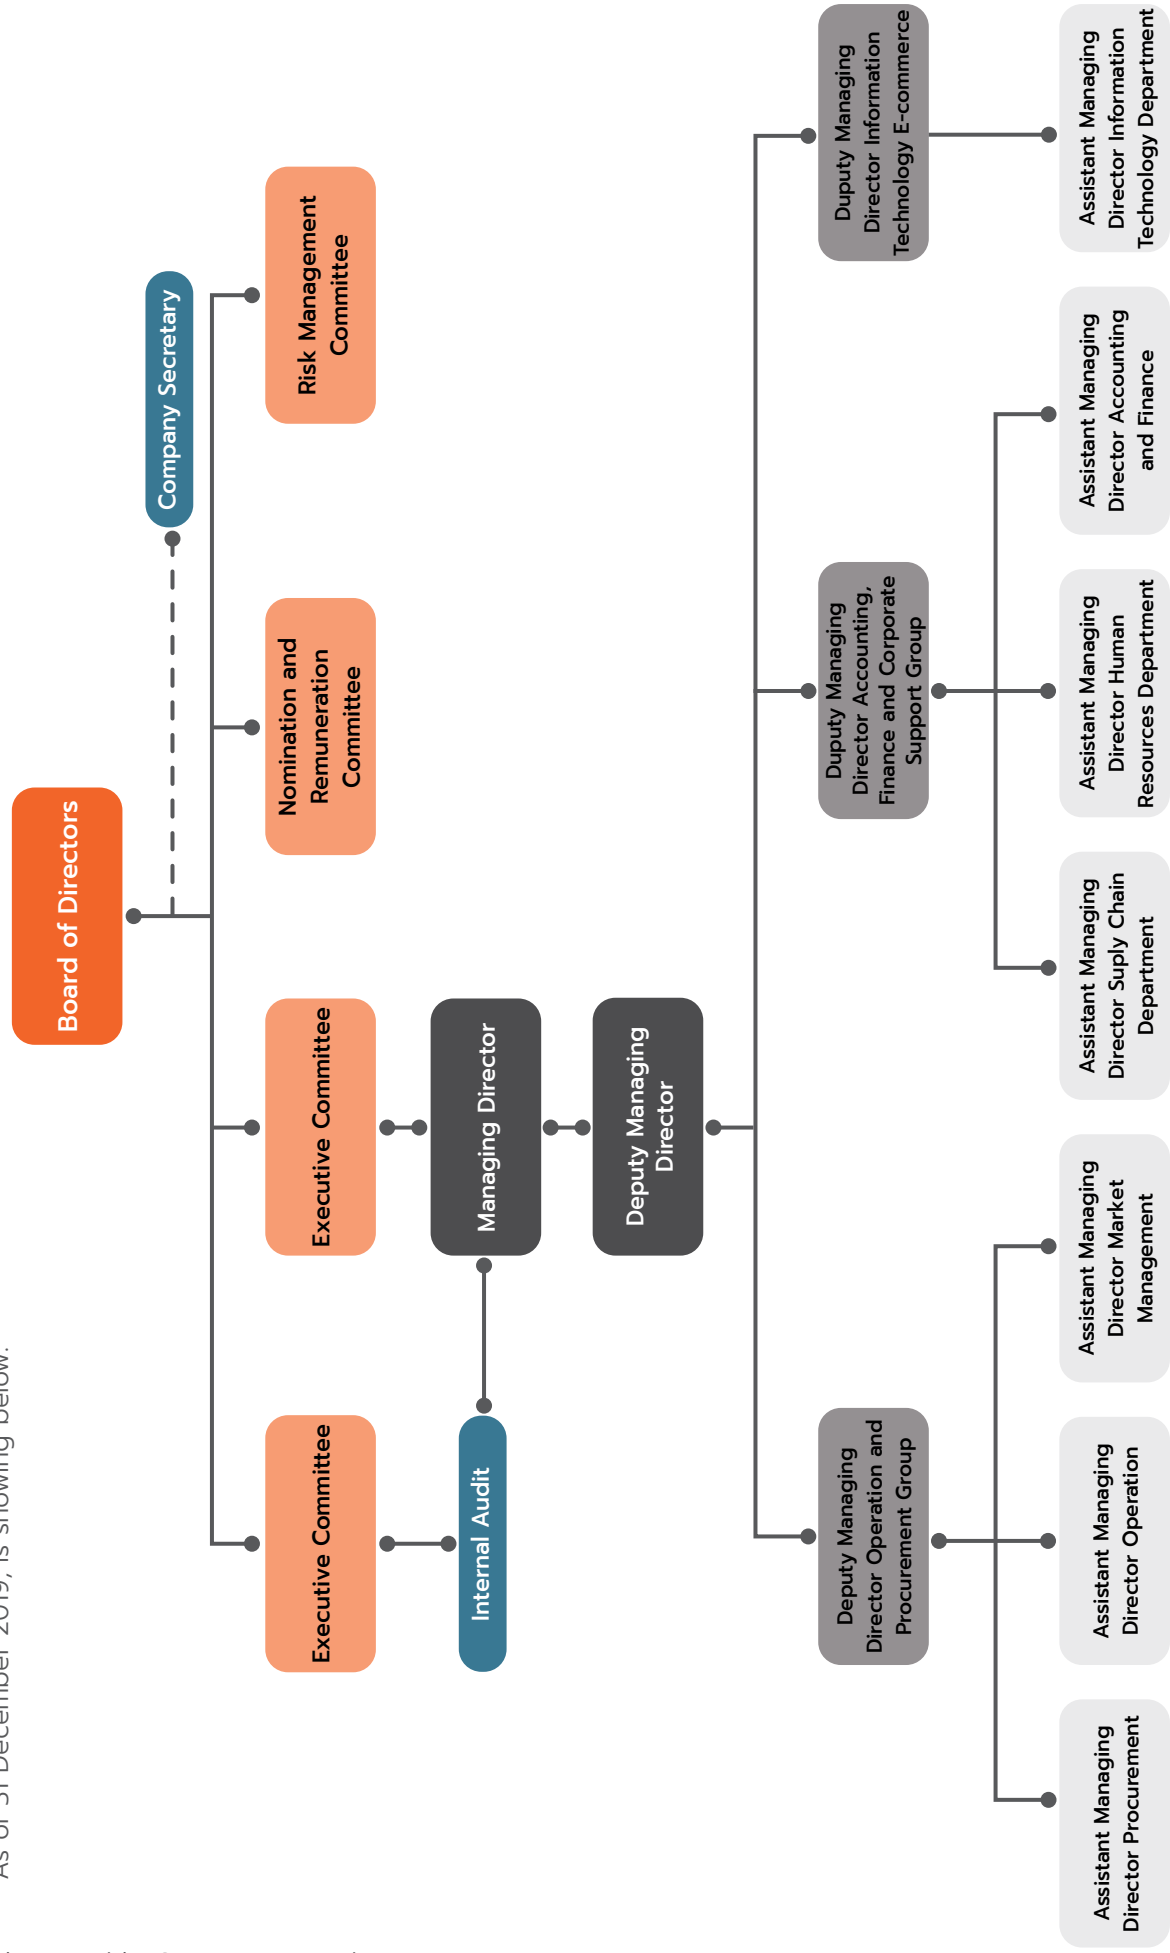 As of 31 December 2019, is showing below.
Board of Directors
Company Secretary
Executive Committee
Executive Committee
Nomination and
Remuneration
Committee
Risk Management
Committee
Internal Audit
Managing Director
Deputy Managing
Director
Deputy Managing
Director Operation and
Procurement Group
Duputy Managing
Director Accounting,
Finance and Corporate
Support Group
Duputy Managing
Director Information
Technology E-commerce
Assistant Managing
Director Procurement
Assistant Managing
Director Operation
Assistant Managing
Director Market
Management
Assistant Managing
Director Suply Chain
Department
Assistant Managing
Director Human
Resources Department
Assistant Managing
Director Accounting
and Finance
Assistant Managing
Director Information
Technology Department